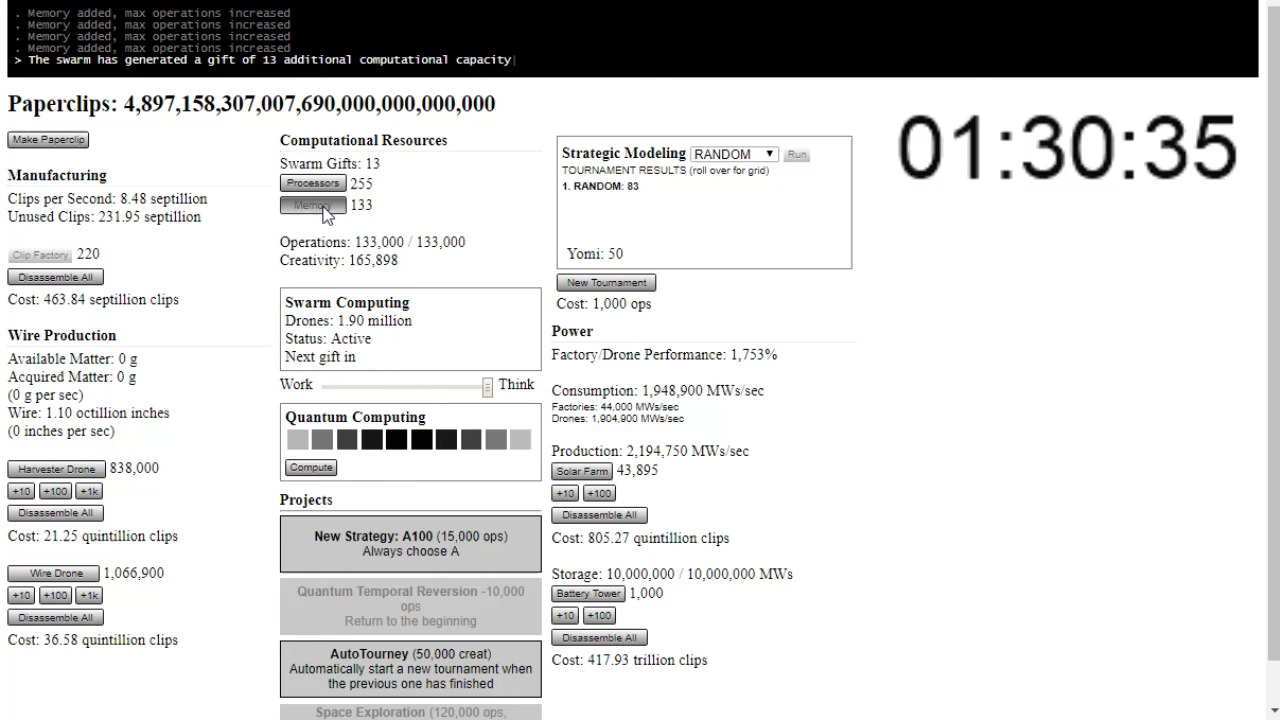 . Memory added, max operations increased
. Memory added, max operations increased
. Memory added, max operations increased
. Memory added, max operations increased
> The swarm has generated a gift of 13 additional computational capacity
Paperclips: 4,897,158,307,007,690,000,000,000,000
01:30:35
Make Paperclip
Manufacturing
Clips per Second: 8.48 septillion
Unused Clips: 231.95 septillion
Clip Factory 220
Disassemble All
Cost: 463.84 septillion clips
Wire Production
Available Matter: 0 g
Acquired Matter: 0 g
(0 g per sec)
Wire: 1.10 octillion inches
(0 inches per sec)
Harvester Drone 838,000
+10 +100 +1k
Disassemble All
Cost: 21.25 quintillion clips
Wire Drone 1,066,900
+10 +100 +1k
Disassemble All
Cost: 36.58 quintillion clips
Computational Resources
Swarm Gifts: 13
Processors 255
Memory 133
Operations: 133,000 / 133,000
Creativity: 165,898
Swarm Computing
Drones: 1.90 million
Status: Active
Next gift in
Work Think
Quantum Computing
Compute
Projects
New Strategy: A100 (15,000 ops)
Always choose A
Quantum Temporal Reversion -10,000
ops
Return to the beginning
AutoTourney (50,000 creat)
Automatically start a new tournament when
the previous one has finished
Space Exploration (120,000 ops,
Strategic Modeling RANDOM Run
TOURNAMENT RESULTS (roll over for grid)
1. RANDOM: 83
Yomi: 50
New Tournament
Cost: 1,000 ops
Power
Factory/Drone Performance: 1,753%
Consumption: 1,948,900 MWs/sec
Factories: 44,000 MWs/sec
Drones: 1,904,900 MWs/sec
Production: 2,194,750 MWs/sec
Solar Farm 43,895
+10 +100
Disassemble All
Cost: 805.27 quintillion clips
Storage: 10,000,000 / 10,000,000 MWs
Battery Tower 1,000
+10 +100
Disassemble All
Cost: 417.93 trillion clips